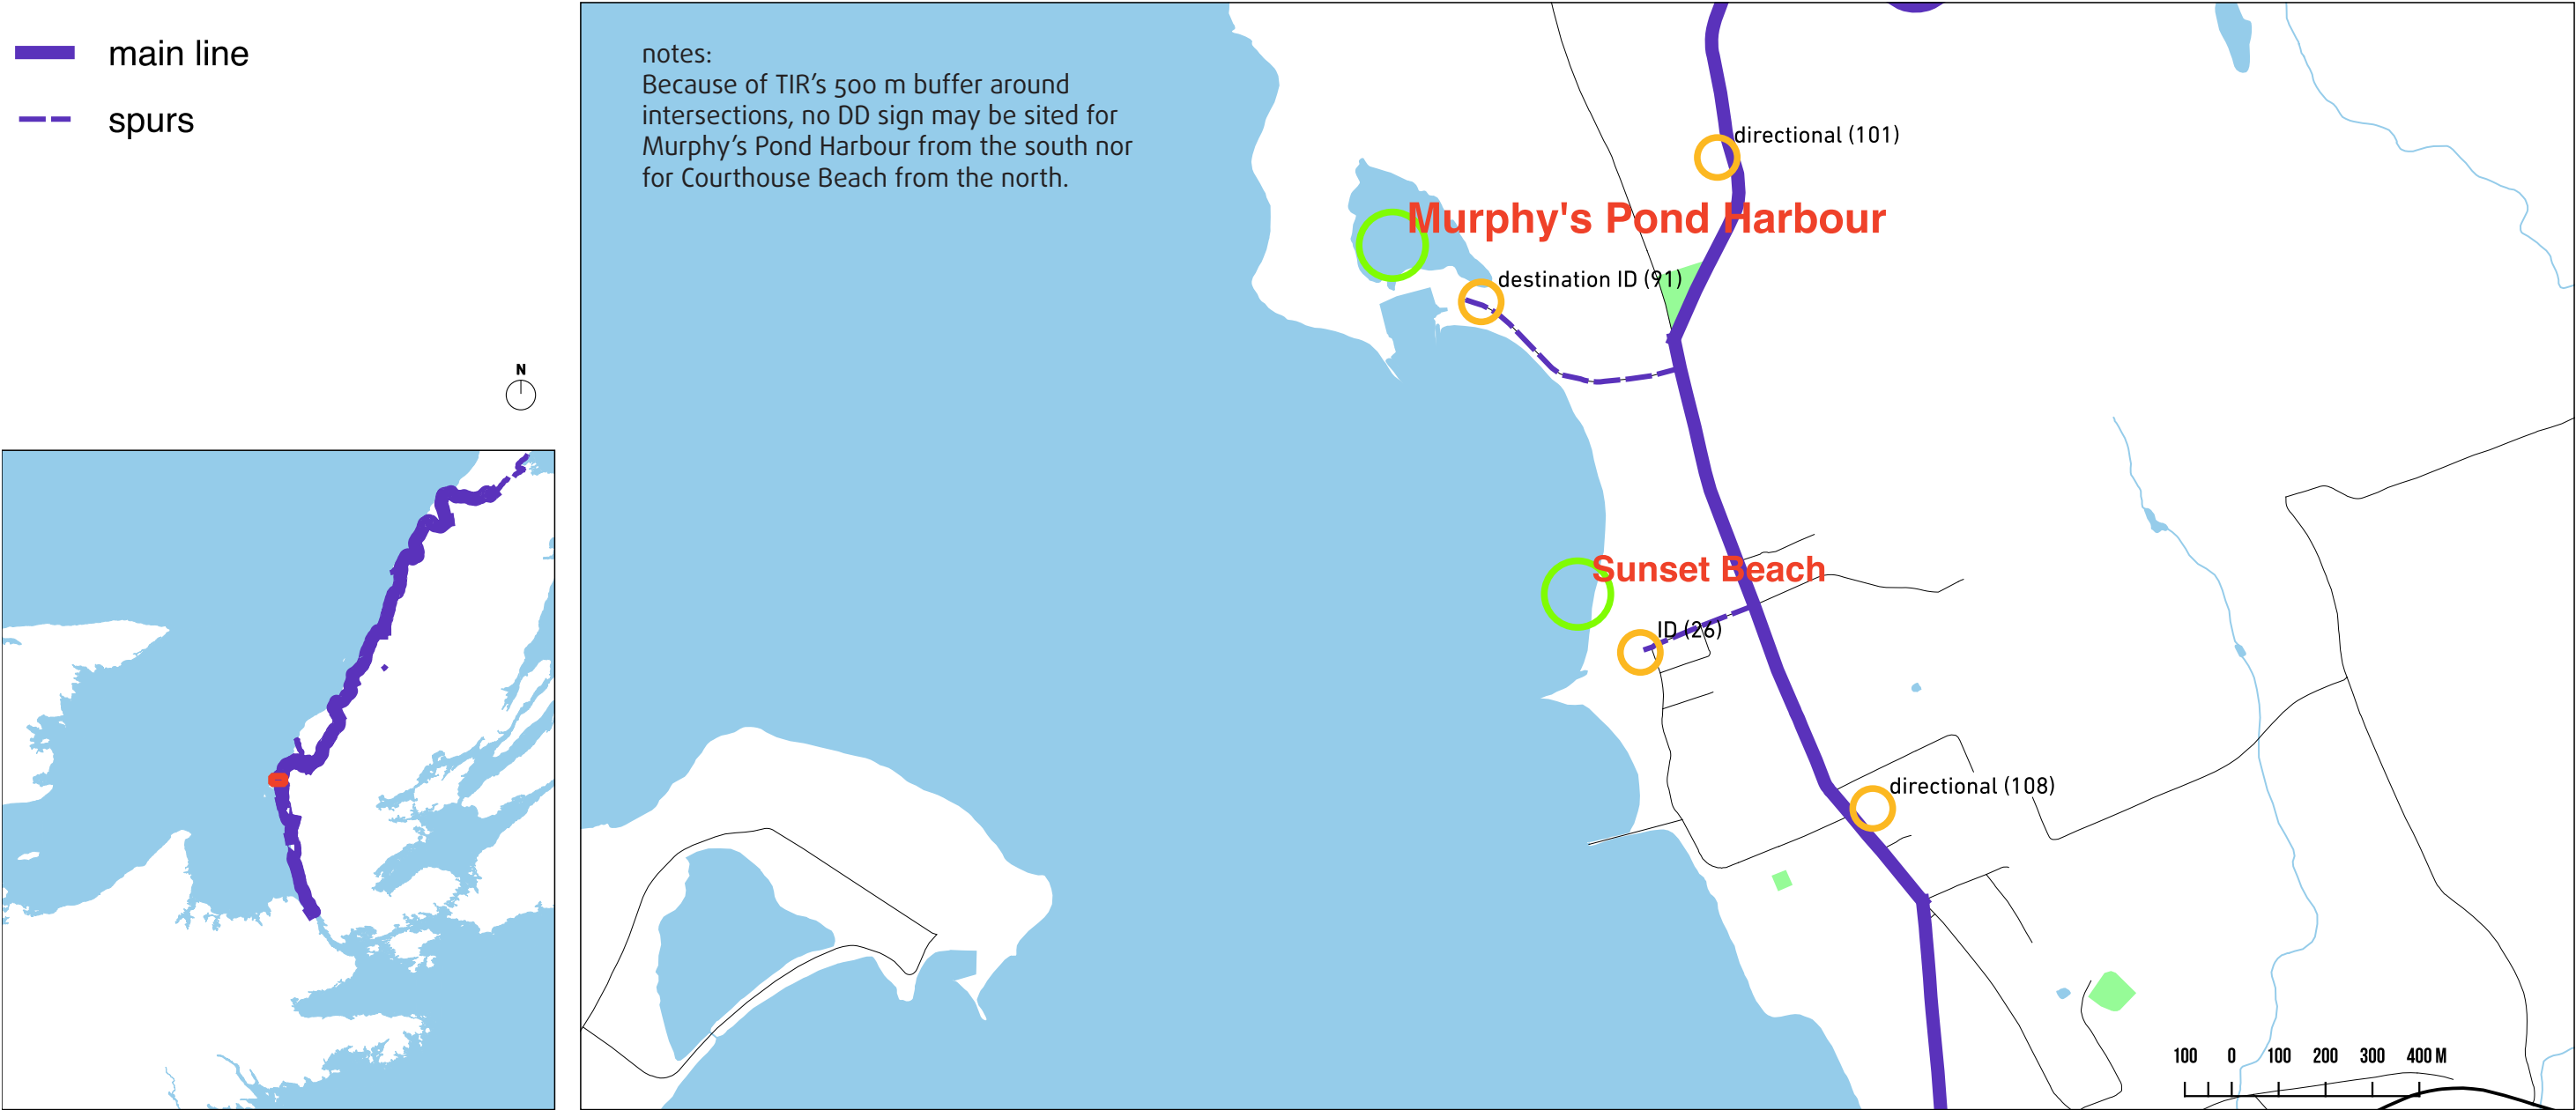 main line
spurs
N
notes:
Because of TIR’s 500 m buffer around
intersections, no DD sign may be sited for
Murphy’s Pond Harbour from the south nor
for Courthouse Beach from the north.
directional (101)
Murphy's Pond Harbour
destination ID (91)
Sunset Beach
ID (26)
directional (108)
100 0 100 200 300 400 M